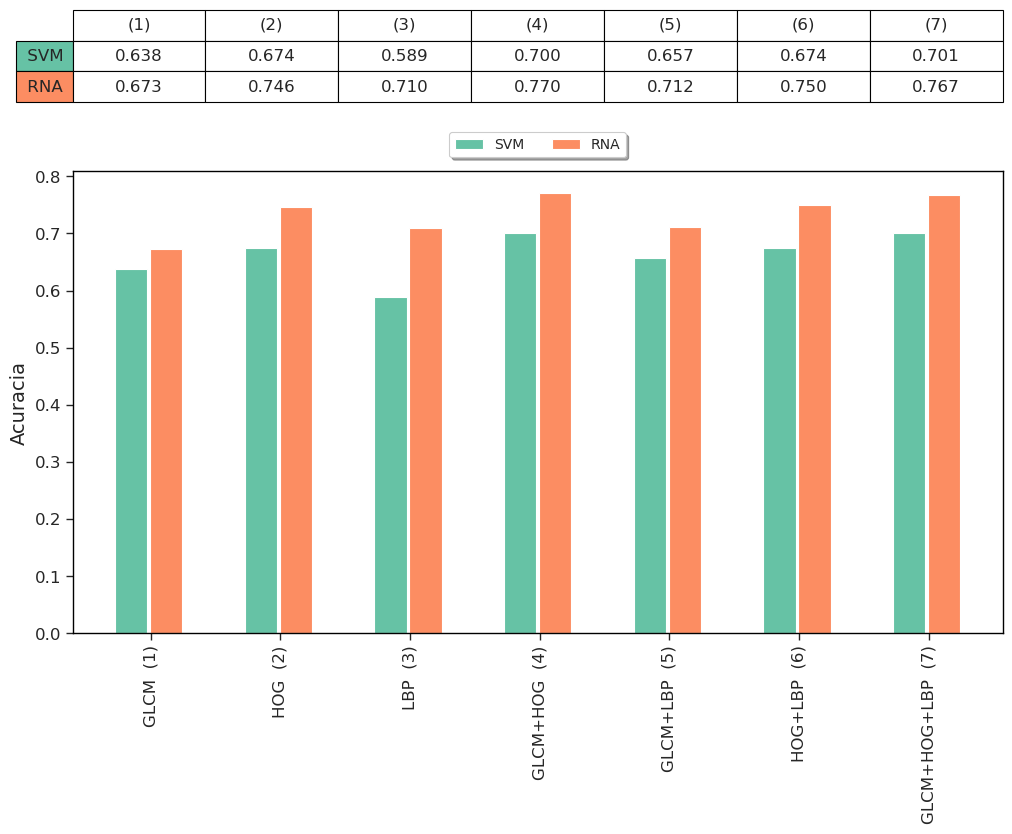 (1) (2) (3) (4) (5) (6) (7)
SVM 0.638 0.674 0.589 0.700 0.657 0.674 0.701
RNA 0.673 0.746 0.710 0.770 0.712 0.750 0.767
SVM RNA
Acuracia
0.8
0.7
0.6
0.5
0.4
0.3
0.2
0.1
0.0
GLCM (1)
HOG (2)
LBP (3)
GLCM+HOG (4)
GLCM+LBP (5)
HOG+LBP (6)
GLCM+HOG+LBP (7)